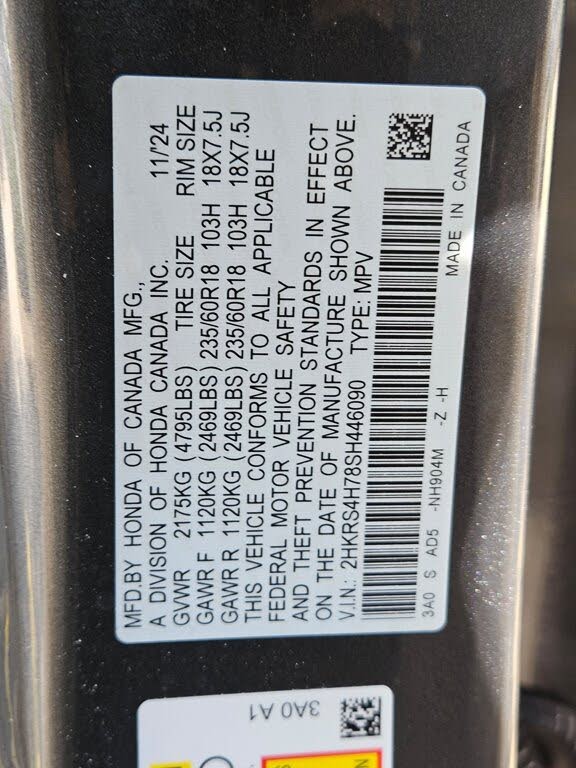 MFD.BY HONDA OF CANADA MFG.,
A DIVISION OF HONDA CANADA INC. 11/24
GVWR 2175KG (4795LBS) TIRE SIZE RIM SIZE
GAWR F 1120KG (2469LBS) 235/60R18 103H 18X7.5J
GAWR R 1120KG (2469LBS) 235/60R18 103H 18X7.5J
THIS VEHICLE CONFORMS TO ALL APPLICABLE
FEDERAL MOTOR VEHICLE SAFETY
AND THEFT PREVENTION STANDARDS IN EFFECT
ON THE DATE OF MANUFACTURE SHOWN ABOVE.
V.I.N.: 2HKRS4H78SH446090 TYPE: MPV
3A0 S AD5 -NH904M -Z -H
MADE IN CANADA
3A0 A1